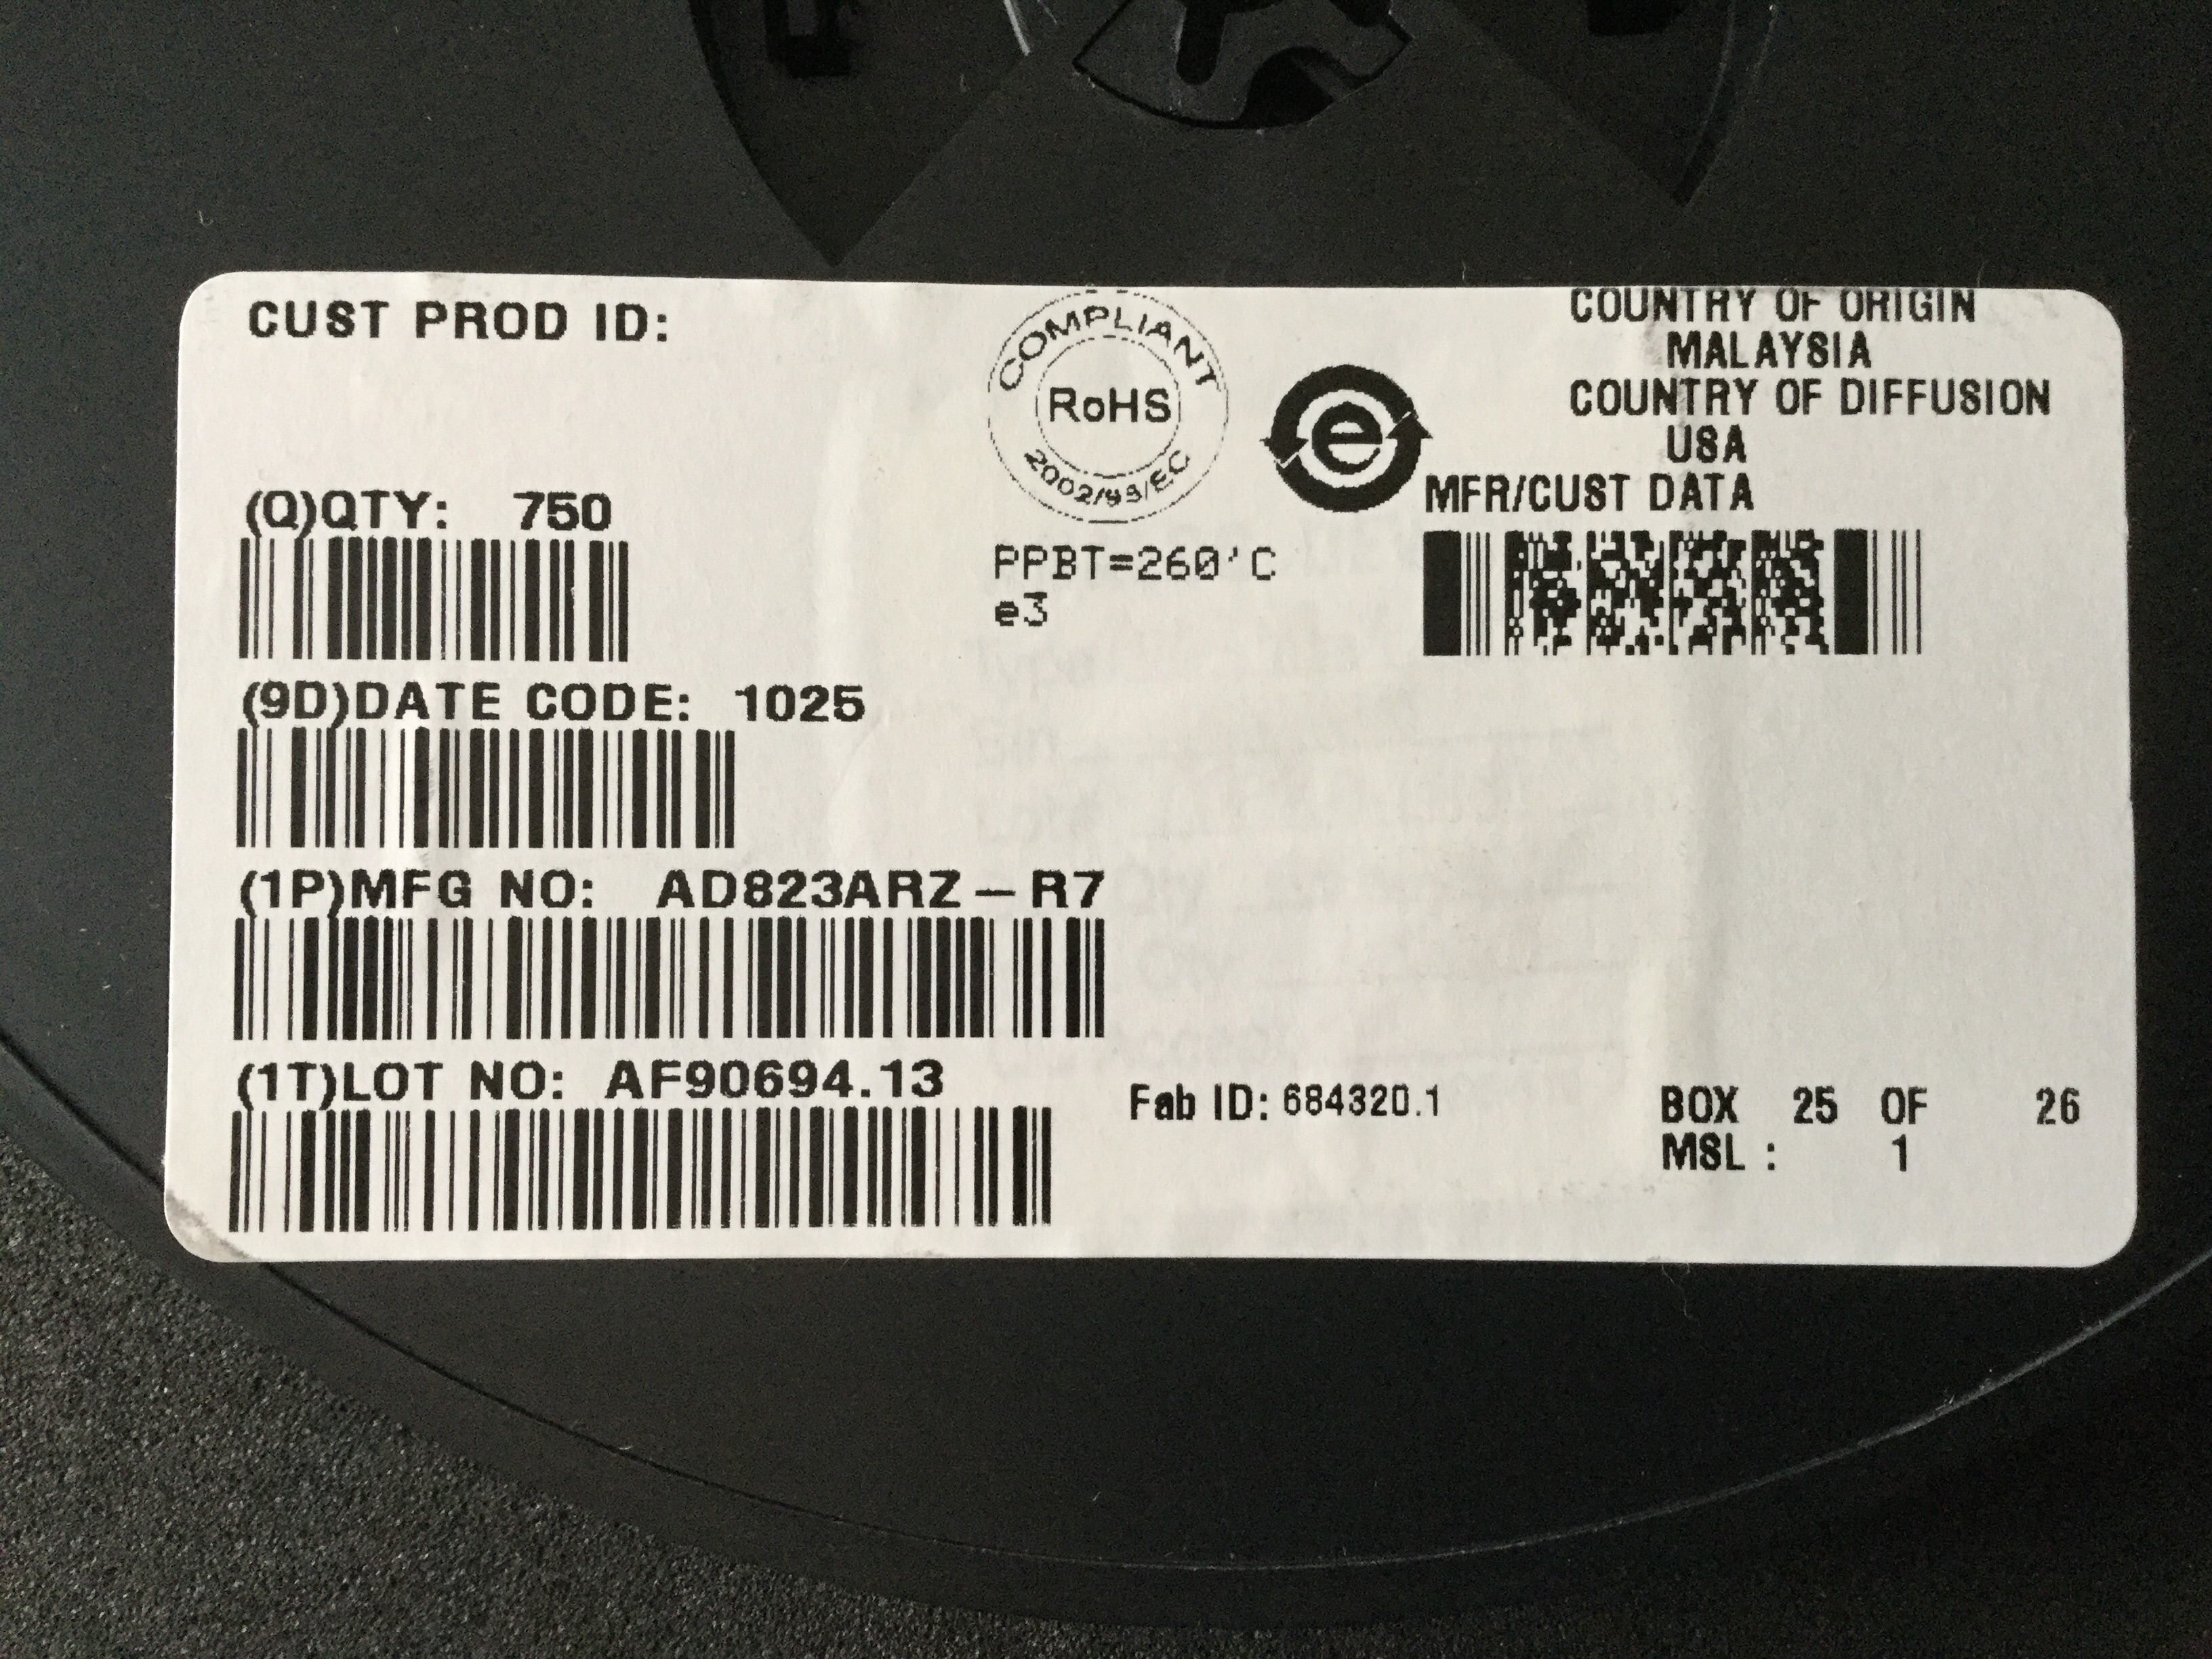 CUST PROD ID:
COMPLIANT
RoHS
2002/95/EC
e
COUNTRY OF ORIGIN
MALAYSIA
COUNTRY OF DIFFUSION
USA
MFR/CUST DATA
(Q)QTY: 750
PPBT=260'C
e3
(9D)DATE CODE: 1025
(1P)MFG NO: AD823ARZ-R7
(1T)LOT NO: AF90694.13
Fab ID: 684320.1
BOX 25 OF 26
MSL : 1